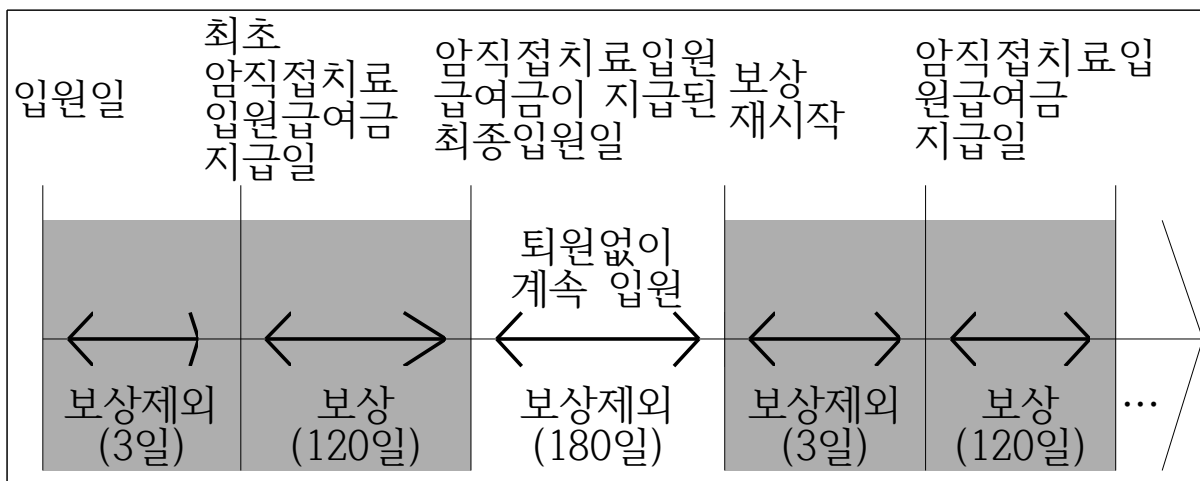 입원일
최초
암직접치료
입원급여금
지급일
암직접치료입원
급여금이 지급된
최종입원일
보상
재시작
암직접치료입
원급여금
지급일
퇴원없이
계속 입원
보상제외
(3일)
보상
(120일)
보상제외
(180일)
보상제외
(3일)
보상
(120일)
…